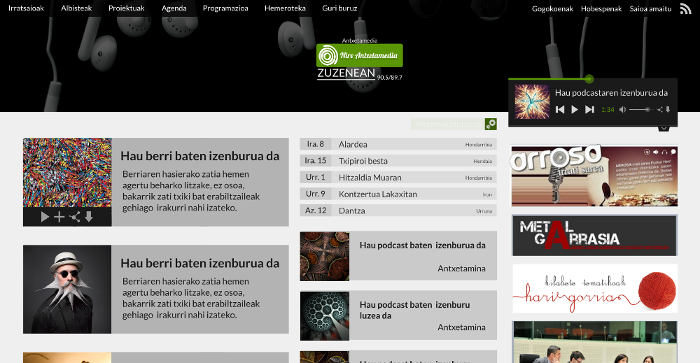 Irratsaioak Albisteak Proiektuak Agenda Programazioa Hemeroteka Guri buruz
Gogokoenak Hobespenak Saioa amaitu
Antxetamedia
Nire Antxetamedia
ZUZENEAN 90.5/89.7
Hau podcastaren izenburua da
1:34
Hau berri baten izenburua da
Berriaren hasierako zatia hemen
agertu beharko litzake, ez osoa,
bakarrik zati txiki bat erabiltzaileak
gehiago irakurri nahi izateko.
Hau berri baten izenburua da
Berriaren hasierako zatia hemen
agertu beharko litzake, ez osoa,
bakarrik zati txiki bat erabiltzaileak
gehiago irakurri nahi izateko.
Ira. 8 Alardea Hondarribia
Ira. 15 Txipiroi besta Hendaia
Urr. 1 Hitzaldia Muaran Hondarribia
Urr. 9 Kontzertua Lakaxitan Irun
Az. 12 Dantza Urruna
Hau podcast baten izenburua da
Antxetamina
Hau podcast baten izenburu
luzea da
Antxetamina
orroso
irrati sarea
METAL
GARRASIA
hilabete tematikoak
hari gorria